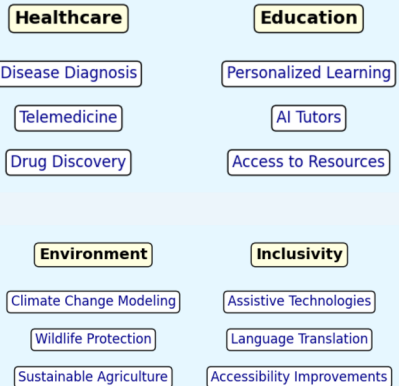 Healthcare
Education
Disease Diagnosis
Personalized Learning
Telemedicine
AI Tutors
Drug Discovery
Access to Resources
Environment
Inclusivity
Climate Change Modeling
Assistive Technologies
Wildlife Protection
Language Translation
Sustainable Agriculture
Accessibility Improvements